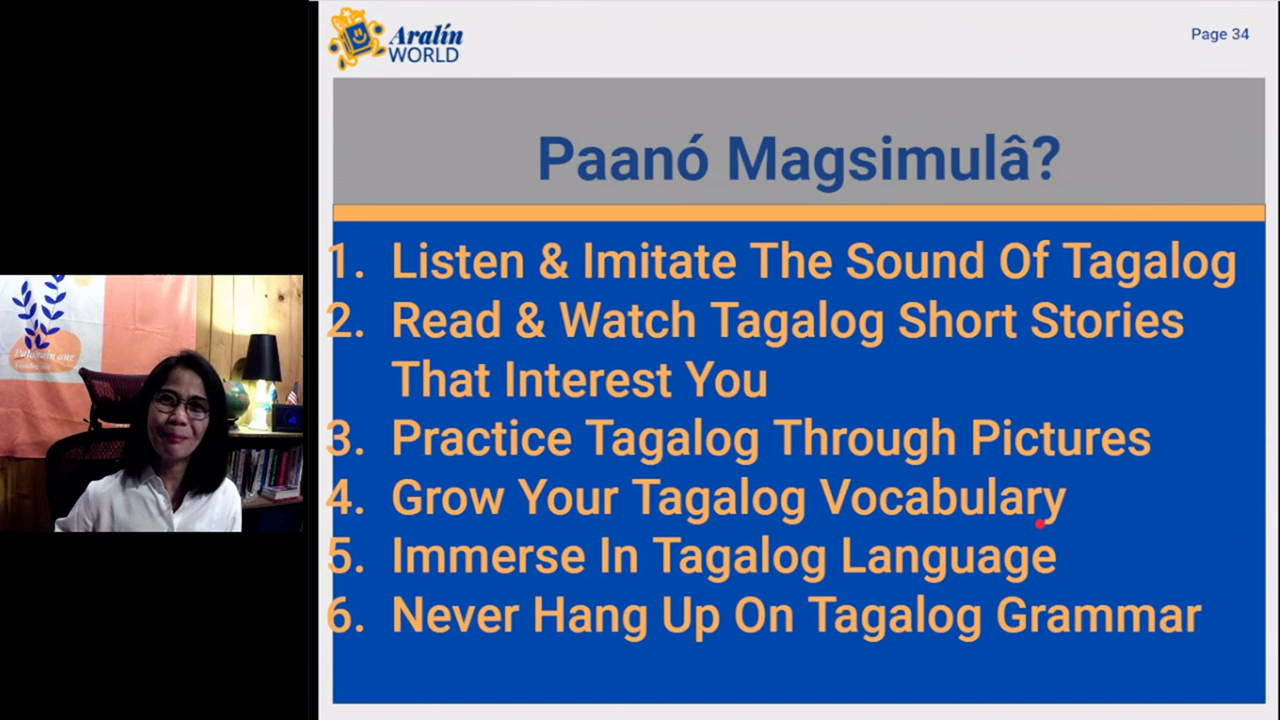 Aralín
WORLD
Page 34
Paanó Magsimulâ?
1. Listen & Imitate The Sound Of Tagalog
2. Read & Watch Tagalog Short Stories
That Interest You
3. Practice Tagalog Through Pictures
4. Grow Your Tagalog Vocabulary
5. Immerse In Tagalog Language
6. Never Hang Up On Tagalog Grammar